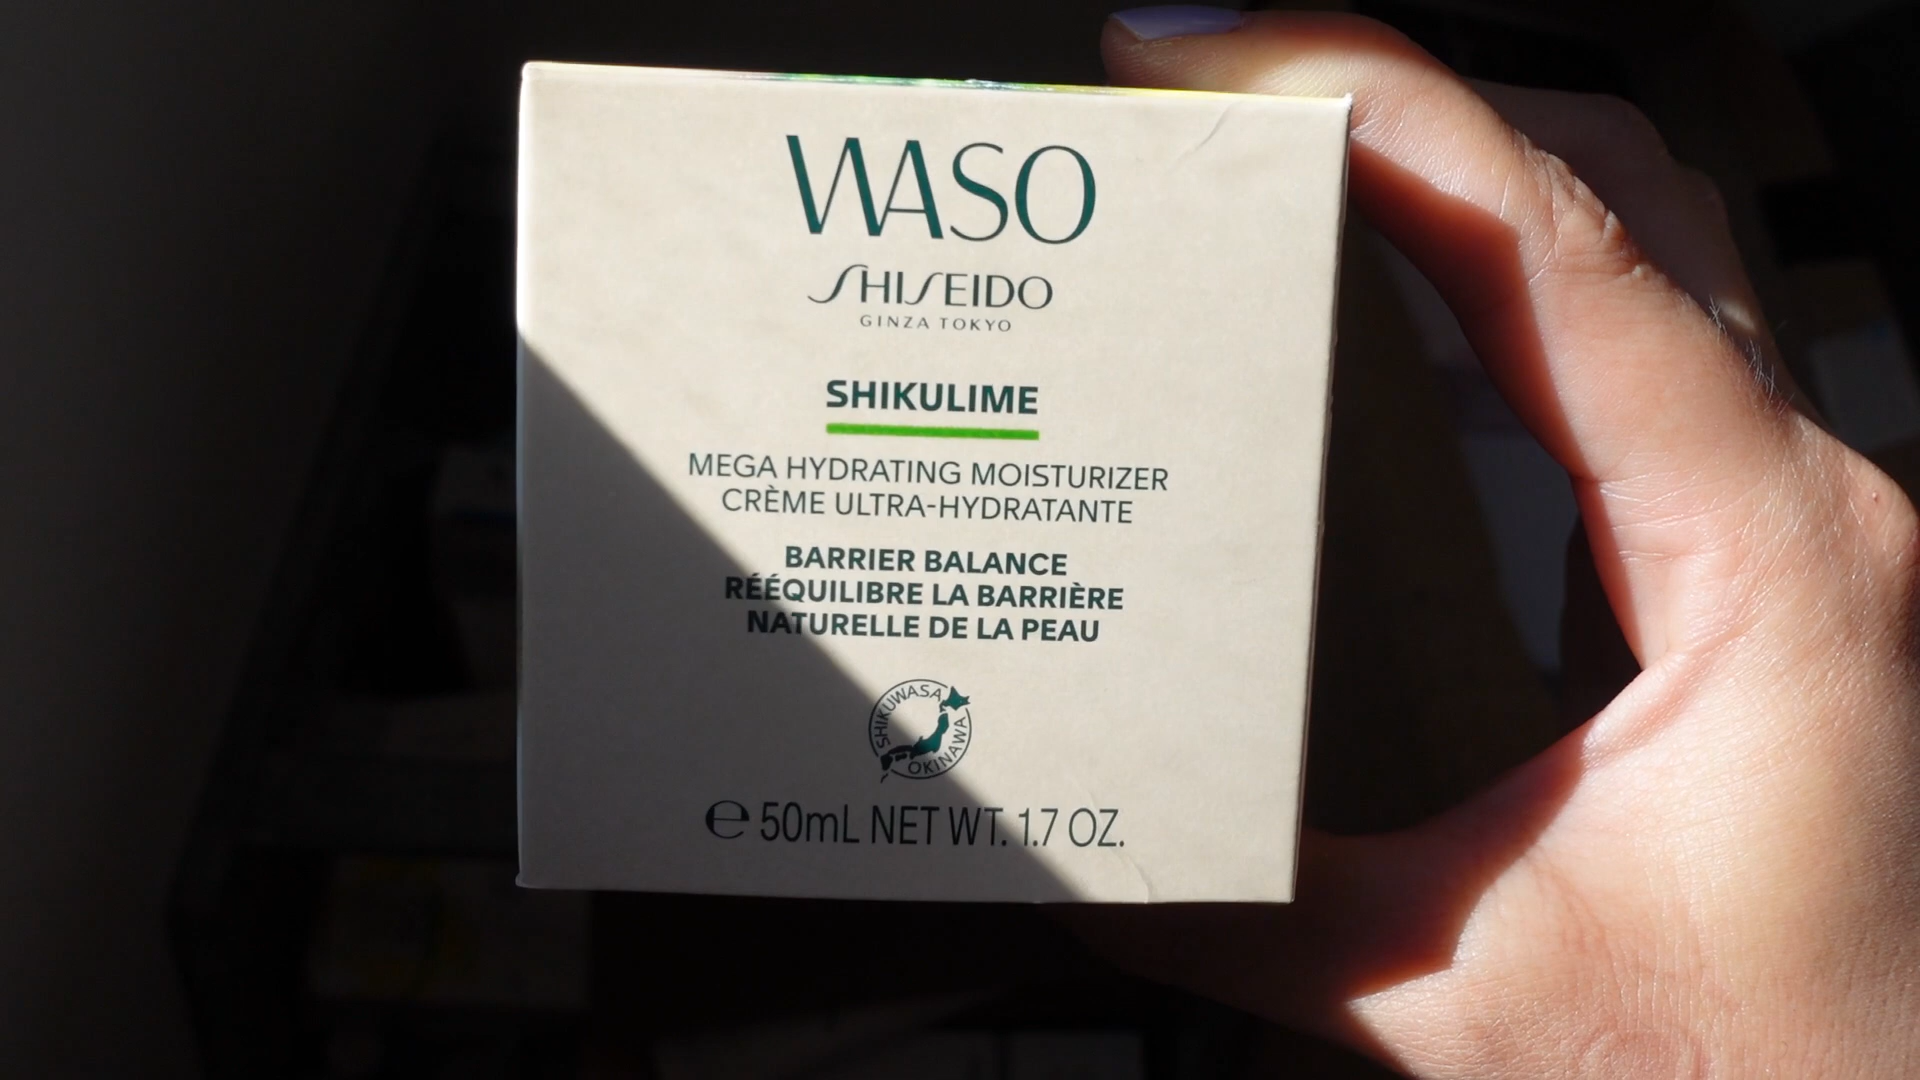 WASO
SHISEIDO
GINZA TOKYO
SHIKULIME
MEGA HYDRATING MOISTURIZER
CRÈME ULTRA-HYDRATANTE
BARRIER BALANCE
RÉÉQUILIBRE LA BARRIÈRE
NATURELLE DE LA PEAU
SHIKUWASA
OKINAWA
℮ 50mL NET WT. 1.7 OZ.